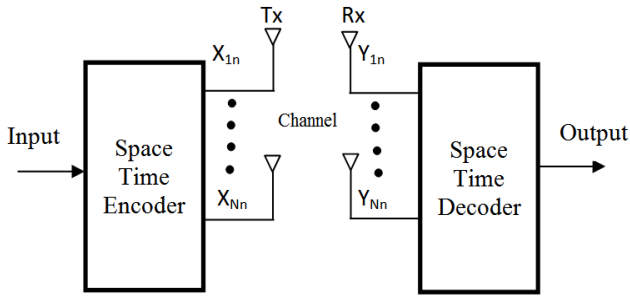 Tx
Rx
X1n
Y1n
Input
Space
Time
Encoder
Channel
Space
Time
Decoder
Output
XNn
YNn